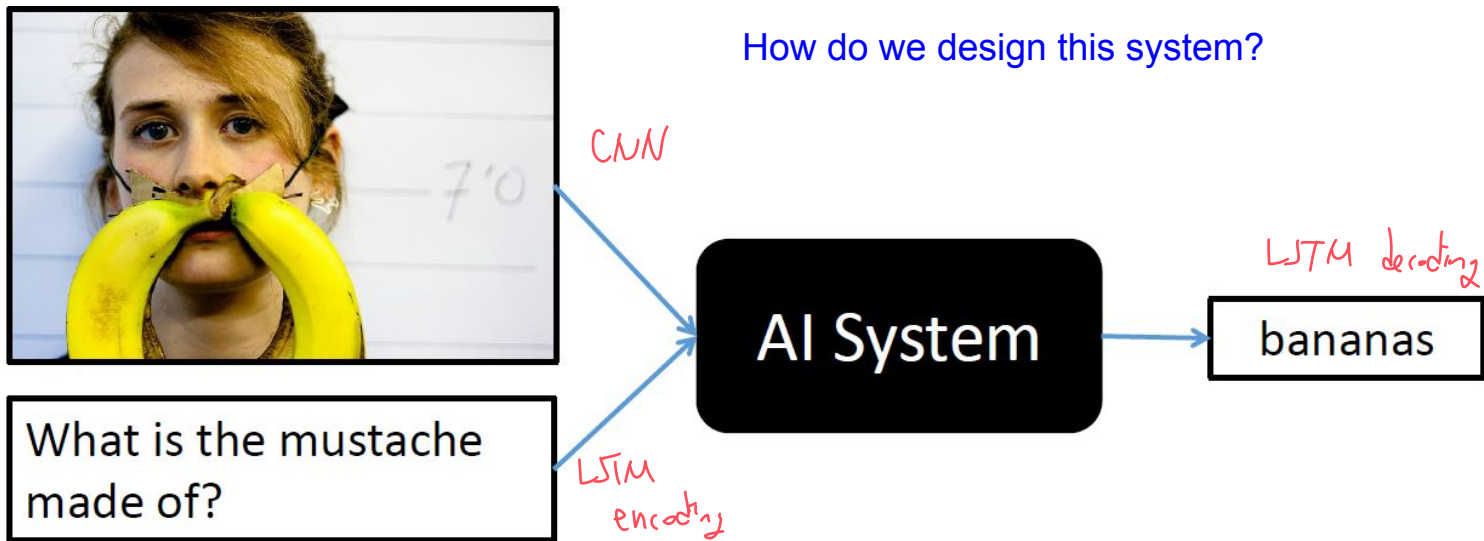 How do we design this system?
7'0
CNN
LSTM decoding
AI System
bananas
What is the mustache
made of?
LSTM
encoding